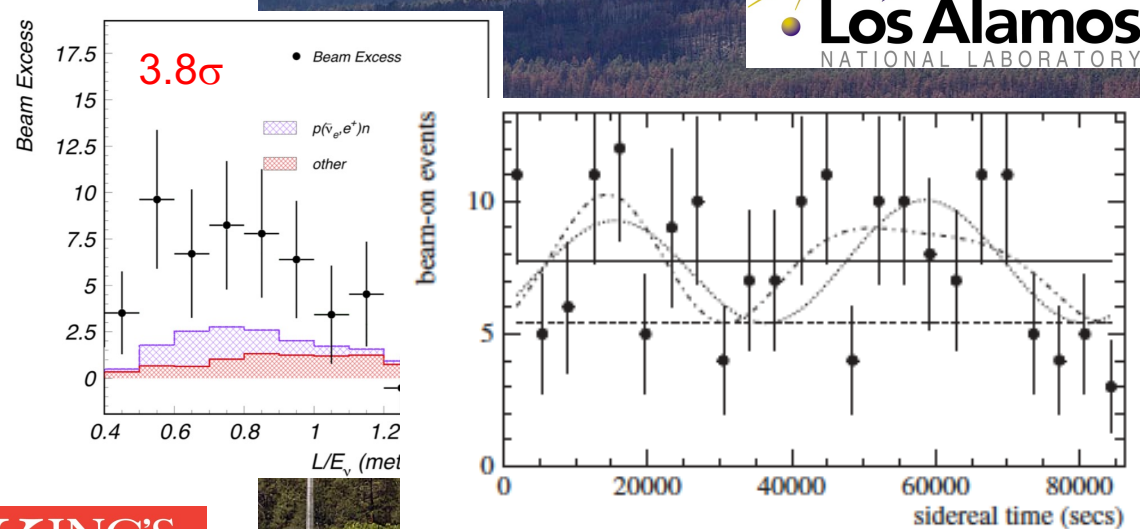 Los Alamos
NATIONAL LABORATORY
Beam Excess
17.5
15
12.5
10
7.5
5
2.5
0
3.8σ
Beam Excess
p(ν̄e,e+)n
other
0.4
0.6
0.8
1
1.2
L/Eν (met
beam-on events
10
5
0
0
20000
40000
60000
80000
sidereal time (secs)
KING'S